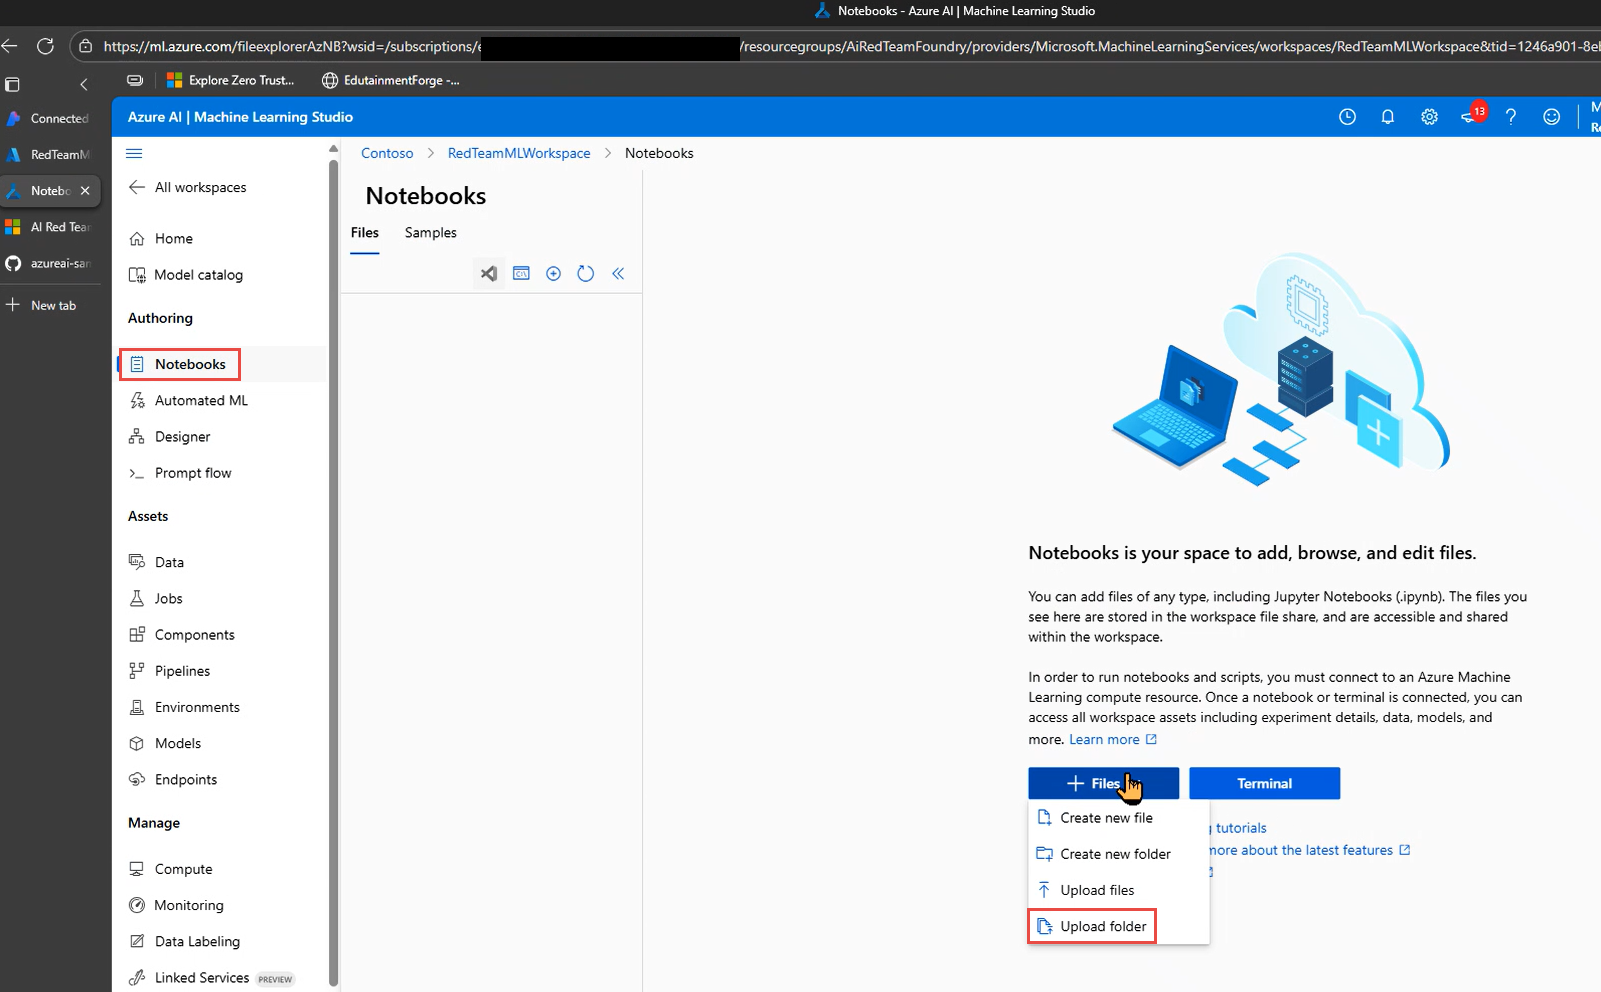 Notebooks - Azure AI | Machine Learning Studio
https://ml.azure.com/fileexplorerAzNB?wsid=/subscriptions/
/resourcegroups/AiRedTeamFoundry/providers/Microsoft.MachineLearningServices/workspaces/RedTeamMLWorkspace&tid=1246a901-8e
Explore Zero Trust...
EdutainmentForge -...
Connected
RedTeamM
Notebo
AI Red Tea
azureai-sa
New tab
Azure AI | Machine Learning Studio
13
M
Re
All workspaces
Home
Model catalog
Authoring
Notebooks
Automated ML
Designer
Prompt flow
Assets
Data
Jobs
Components
Pipelines
Environments
Models
Endpoints
Manage
Compute
Monitoring
Data Labeling
Linked Services PREVIEW
Contoso > RedTeamMLWorkspace > Notebooks
Notebooks
Files Samples
Notebooks is your space to add, browse, and edit files.
You can add files of any type, including Jupyter Notebooks (.ipynb). The files you
see here are stored in the workspace file share, and are accessible and shared
within the workspace.
In order to run notebooks and scripts, you must connect to an Azure Machine
Learning compute resource. Once a notebook or terminal is connected, you can
access all workspace assets including experiment details, data, models, and
more. Learn more
Files
Terminal
Create new file
Create new folder
Upload files
Upload folder
tutorials
more about the latest features